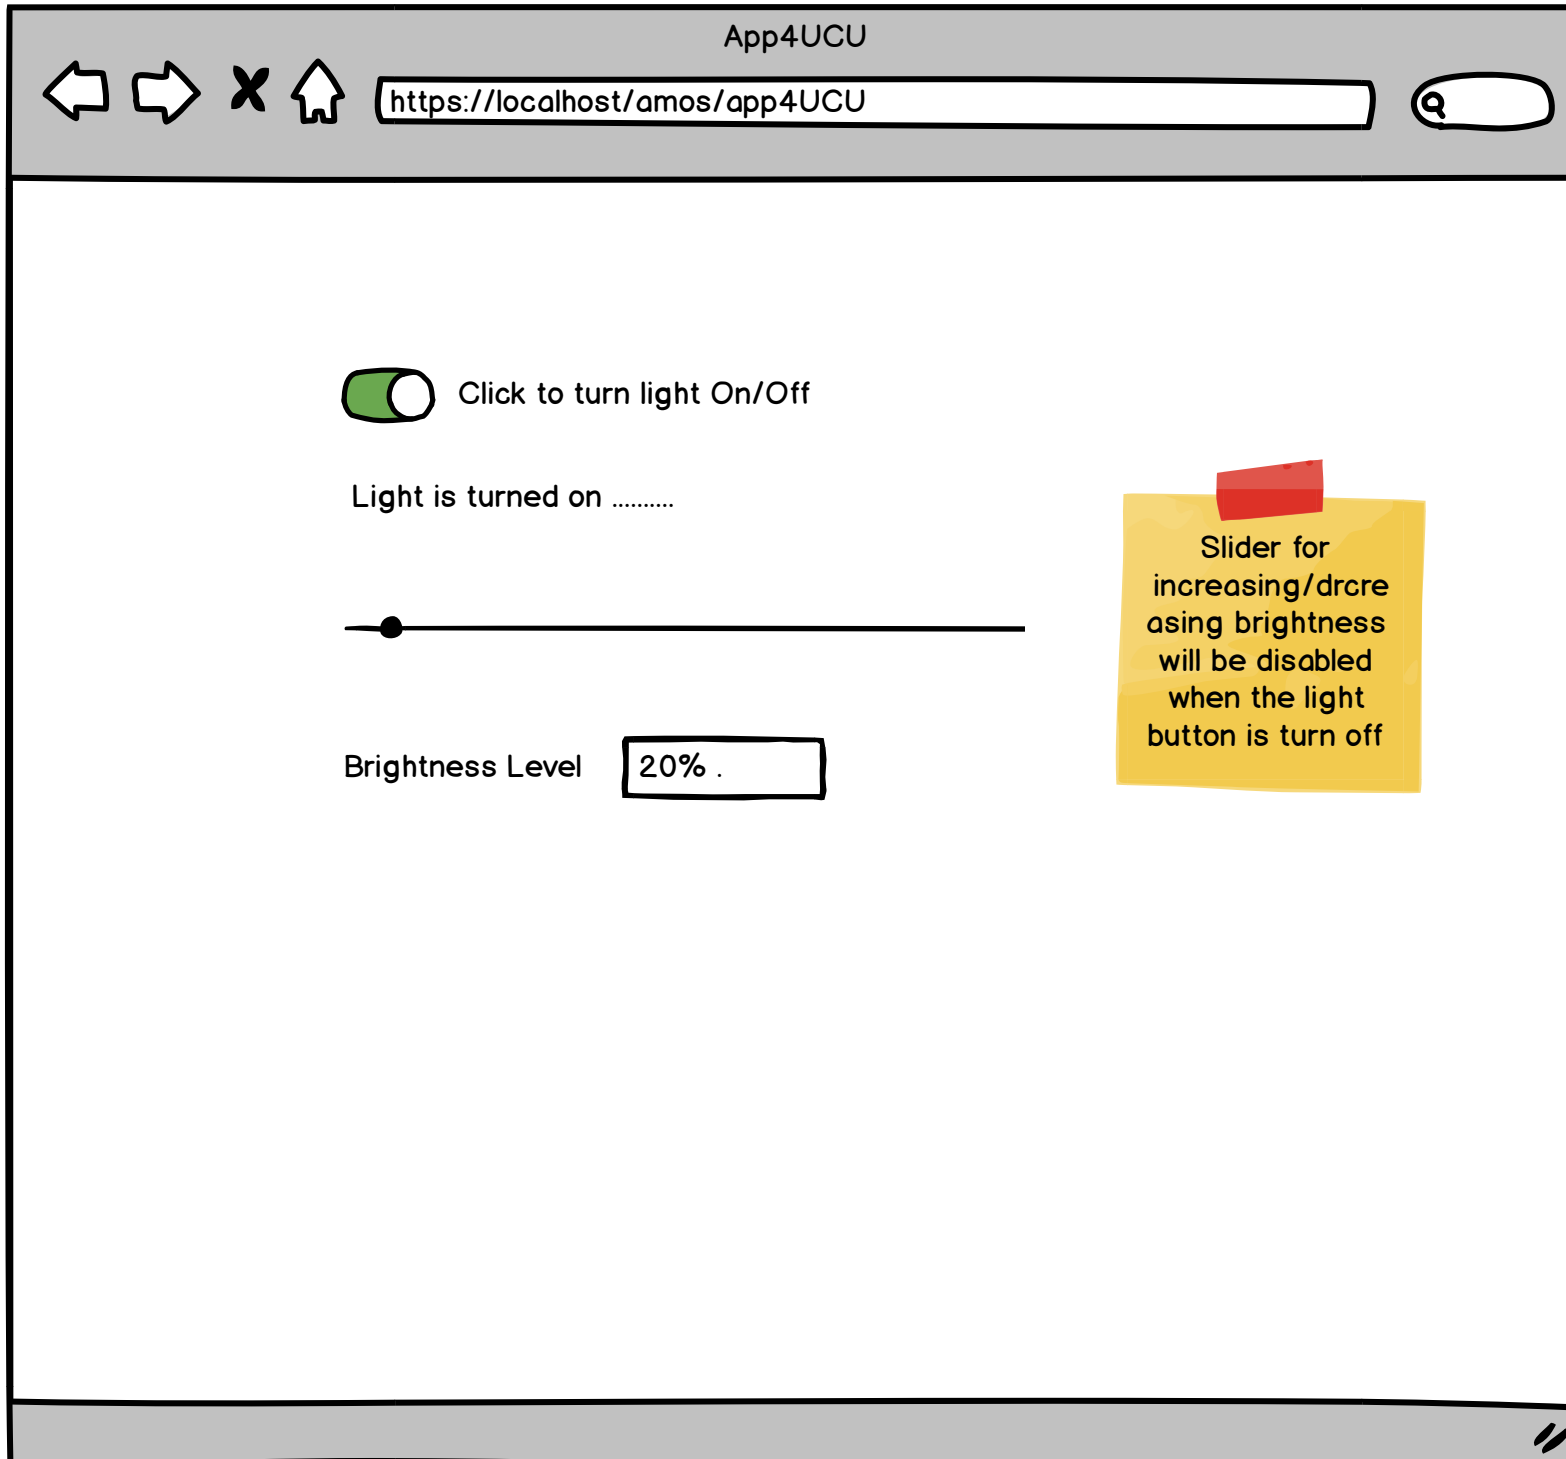 App4UCU
https://localhost/amos/app4UCU
Click to turn light On/Off
Light is turned on ..........
Slider for
increasing/drcre
asing brightness
will be disabled
when the light
button is turn off
Brightness Level
20% .